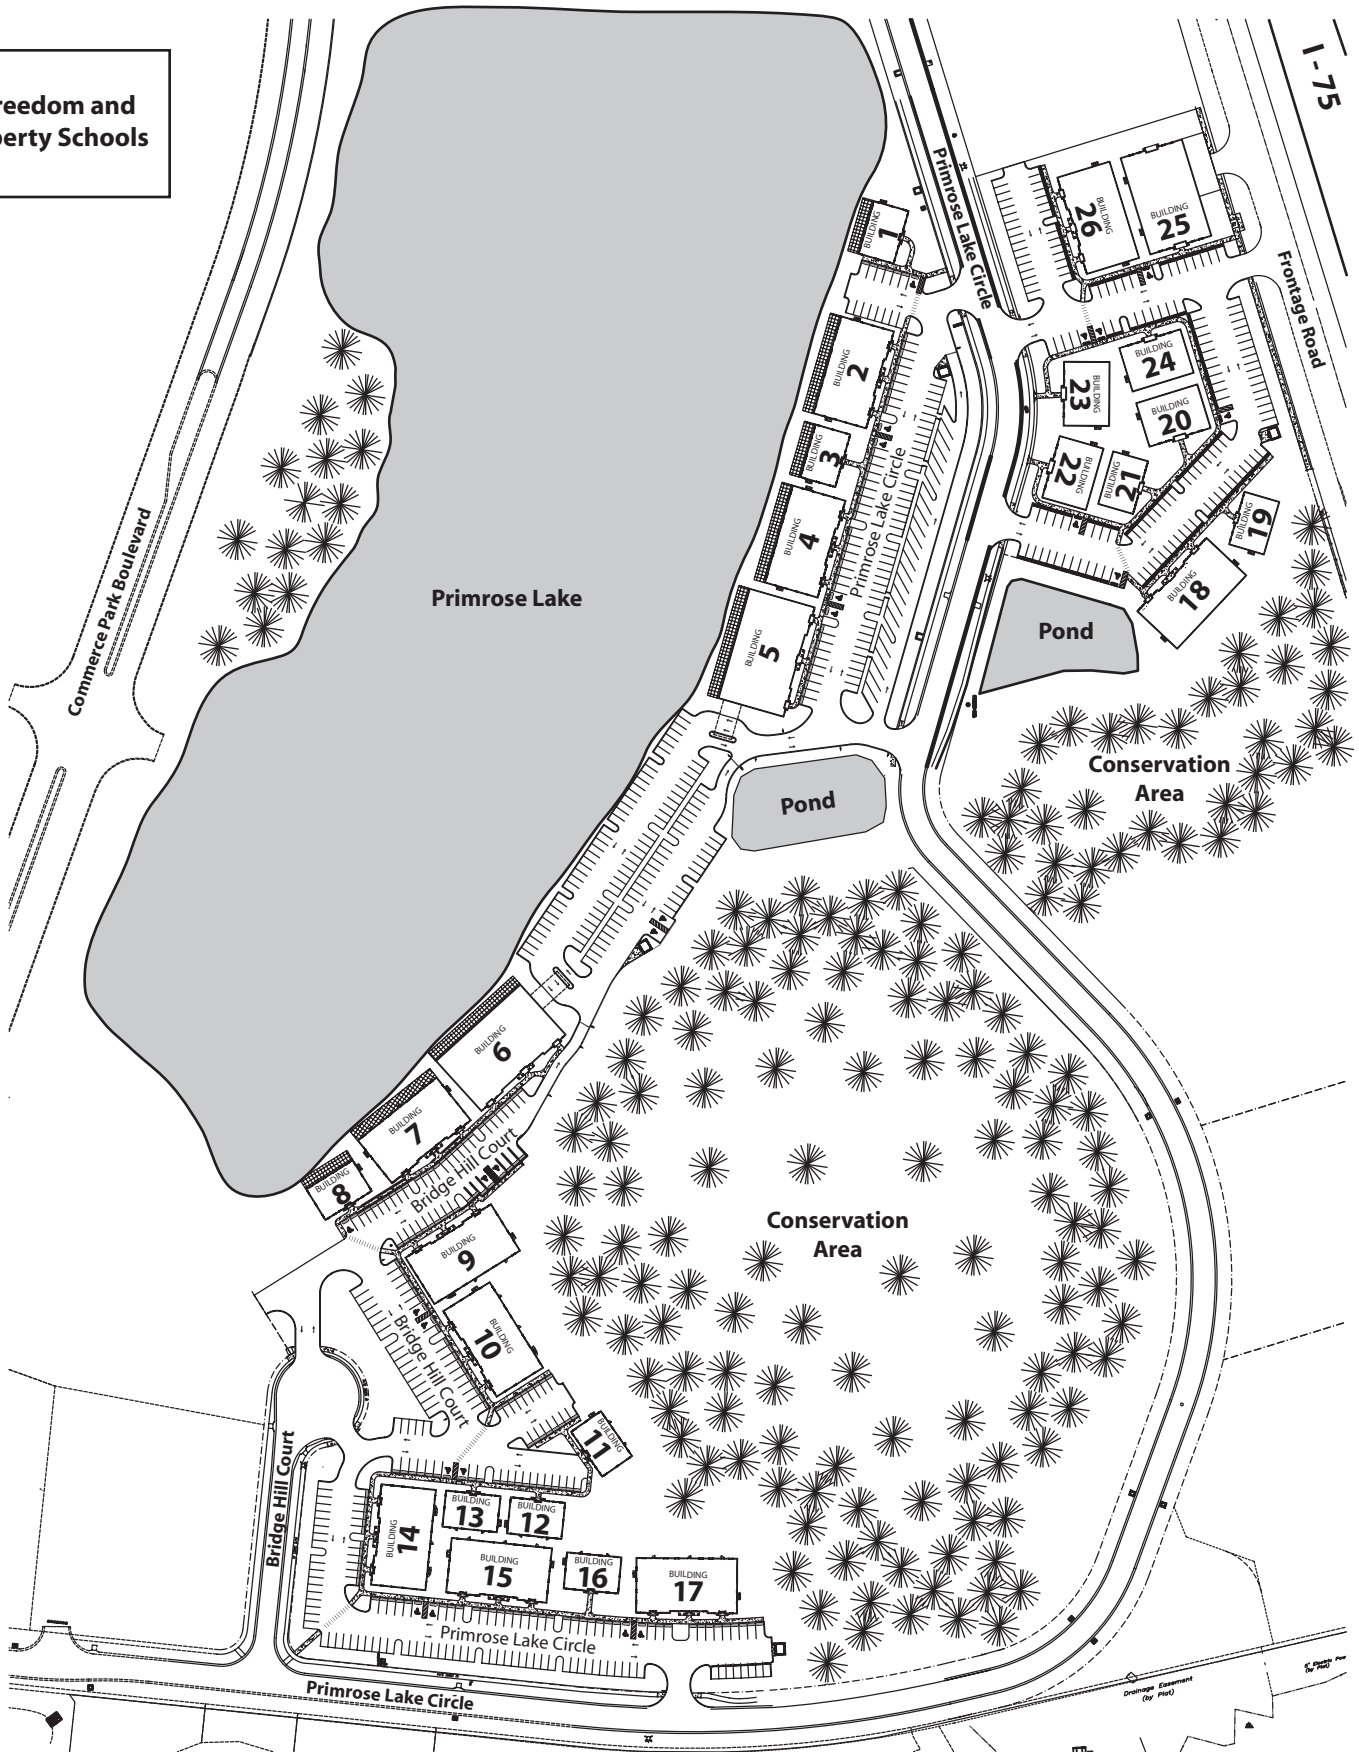 reedom and
perty Schools
I-75
Primrose Lake Circle
Frontage Road
BUILDING
1
BUILDING
26
BUILDING
25
BUILDING
2
BUILDING
24
BUILDING
23
BUILDING
20
BUILDING
3
BUILDING
22
BUILDING
21
BUILDING
19
BUILDING
4
Primrose Lake Circle
BUILDING
18
BUILDING
5
Commerce Park Boulevard
Primrose Lake
Pond
Conservation
Area
Pond
BUILDING
6
BUILDING
7
BUILDING
8
Bridge Hill Court
Conservation
Area
BUILDING
9
BUILDING
10
Bridge Hill Court
BUILDING
11
Bridge Hill Court
BUILDING
13
BUILDING
12
BUILDING
14
BUILDING
15
BUILDING
16
BUILDING
17
Primrose Lake Circle
Primrose Lake Circle
Drainage Easement
(by Plat)
(by Plat)